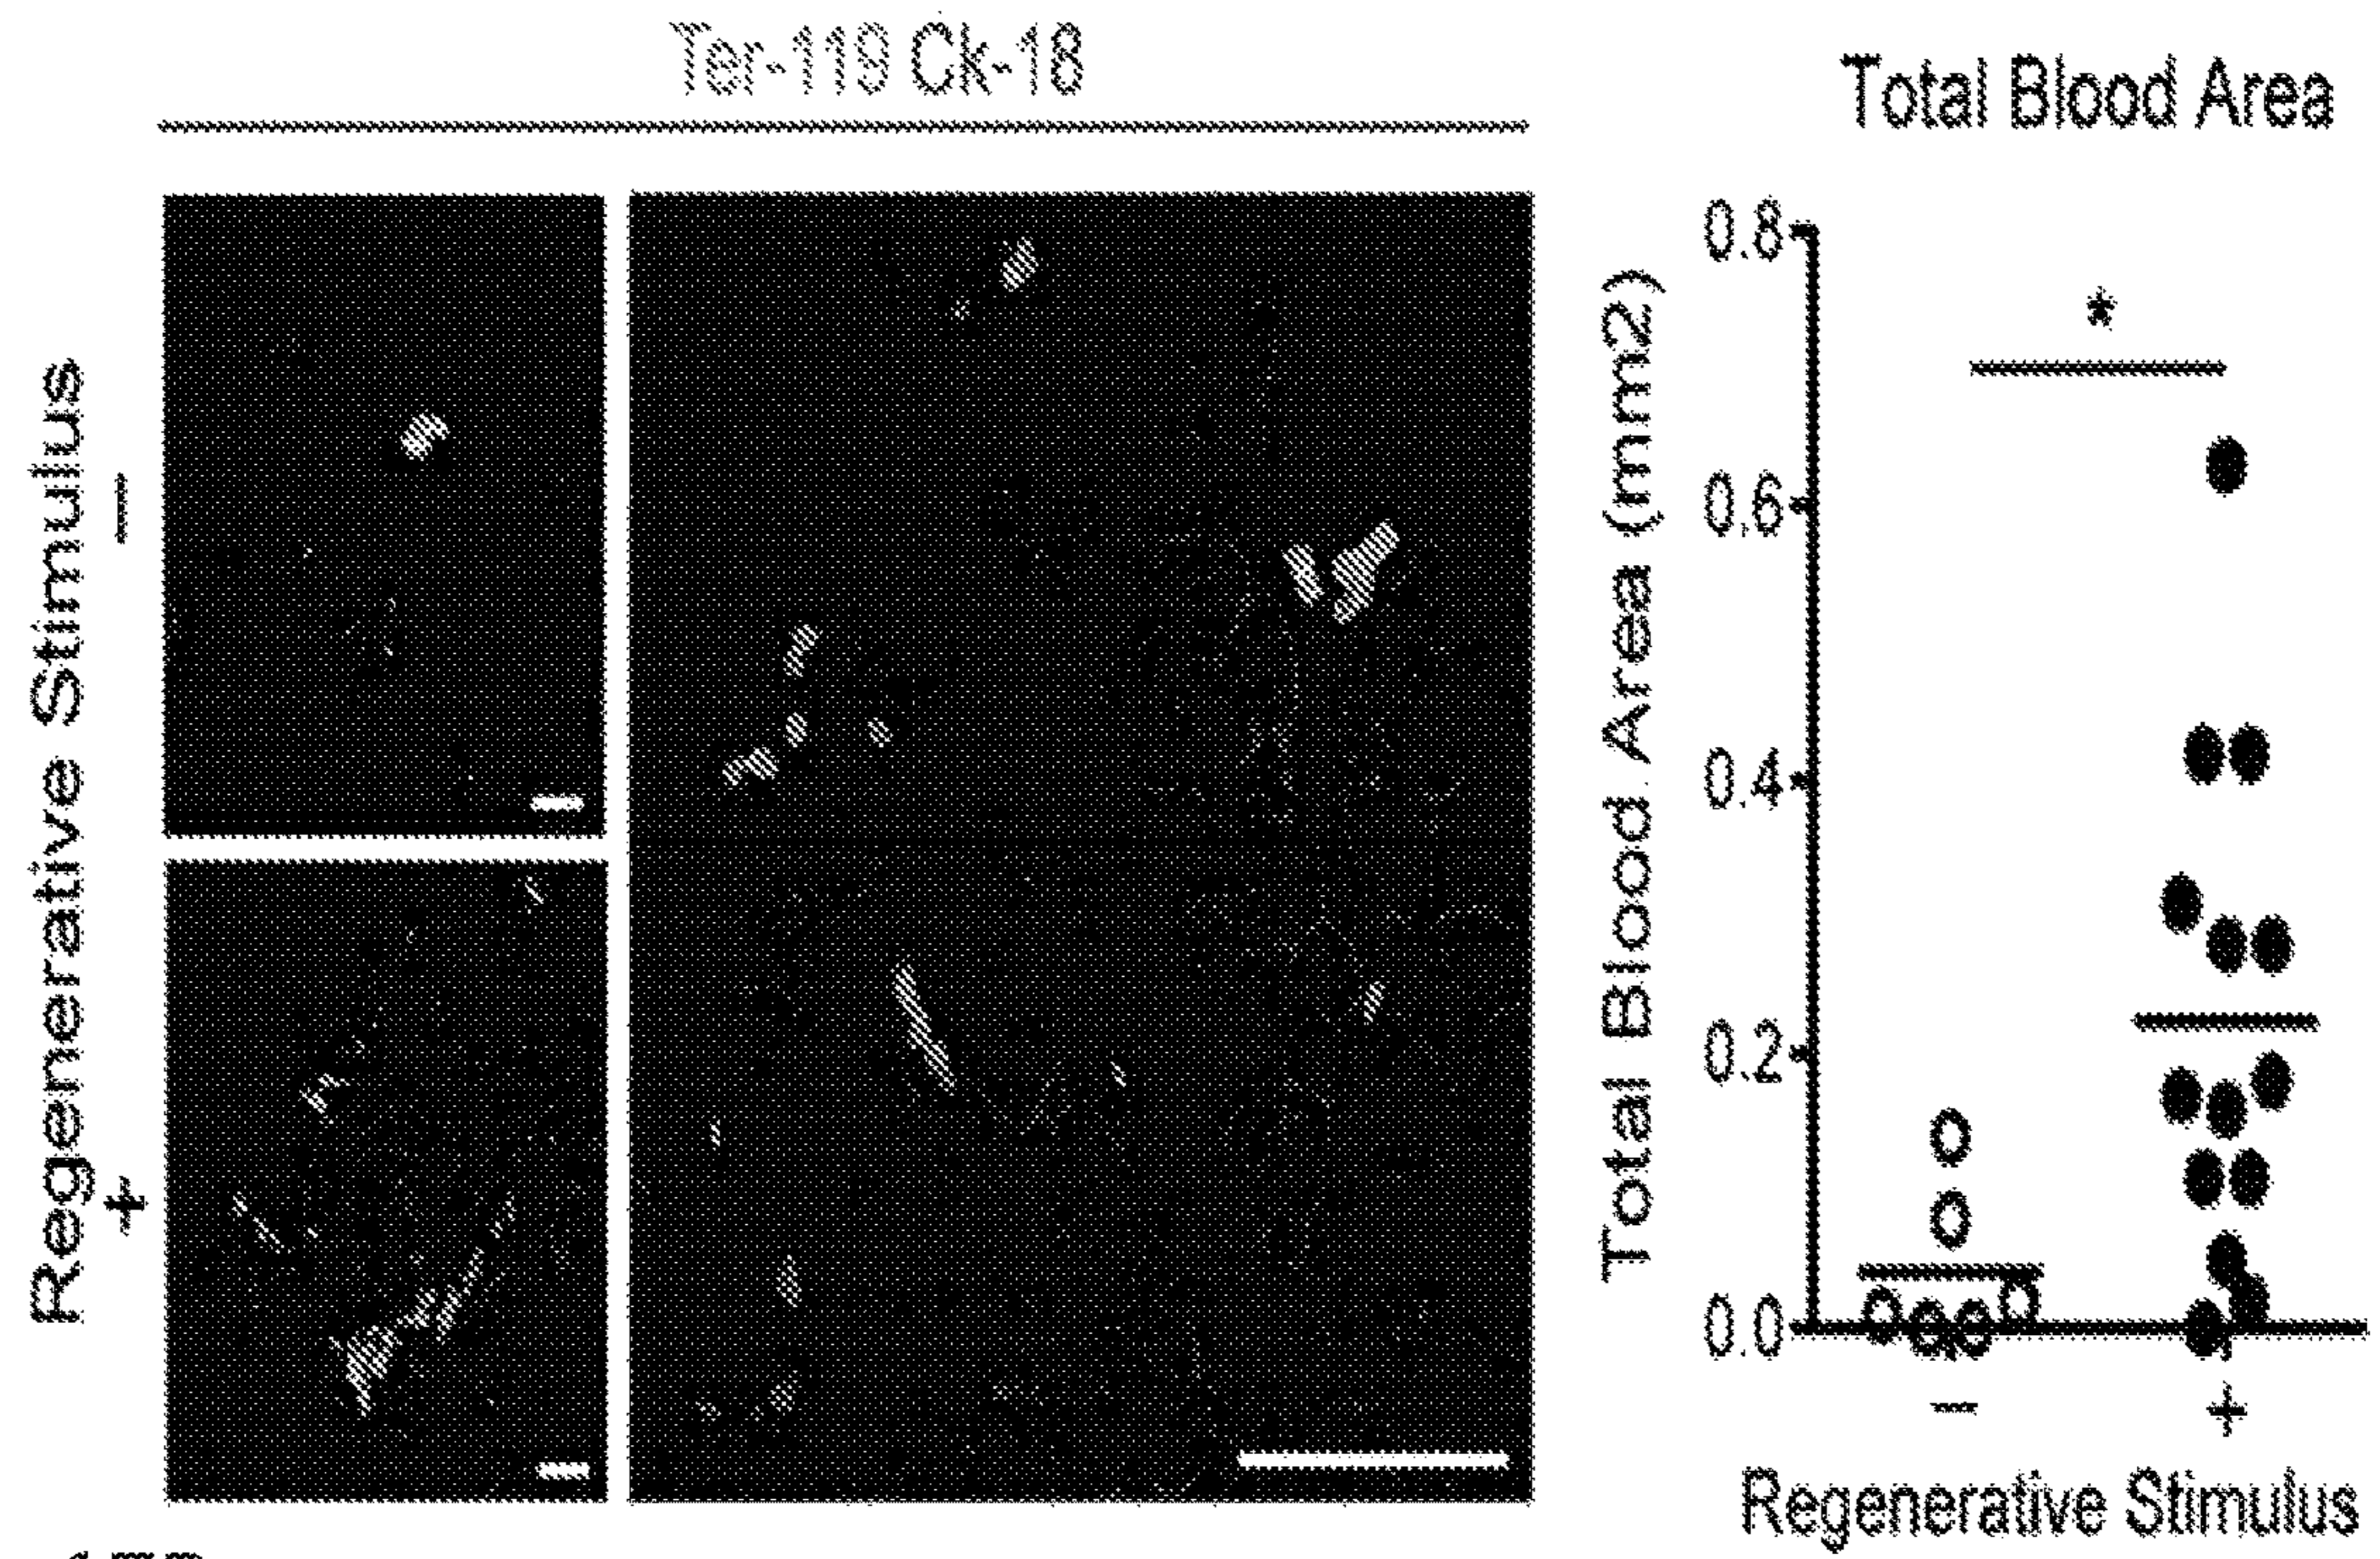 Ter-119 Ck-18
Regenerative Stimulus
−
+
Total Blood Area
Total Blood Area (mm2)
0.8
0.6
0.4
0.2
0.0
*
− +
Regenerative Stimulus